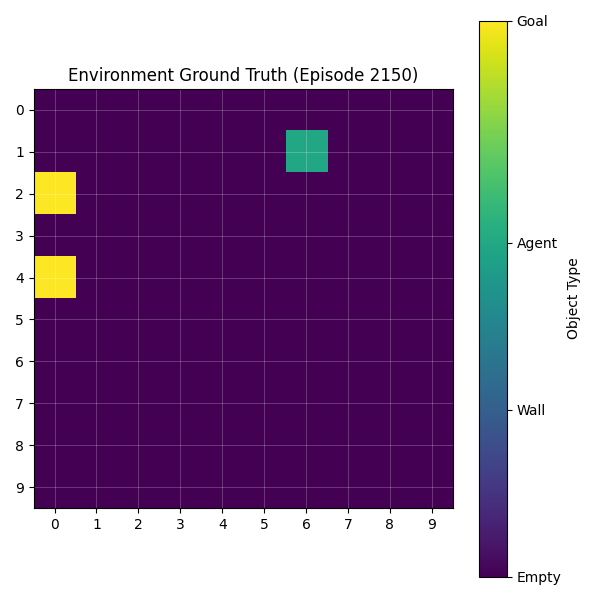 Environment Ground Truth (Episode 2150)
0
1
2
3
4
5
6
7
8
9
0 1 2 3 4 5 6 7 8 9
Goal
Agent
Wall
Empty
Object Type